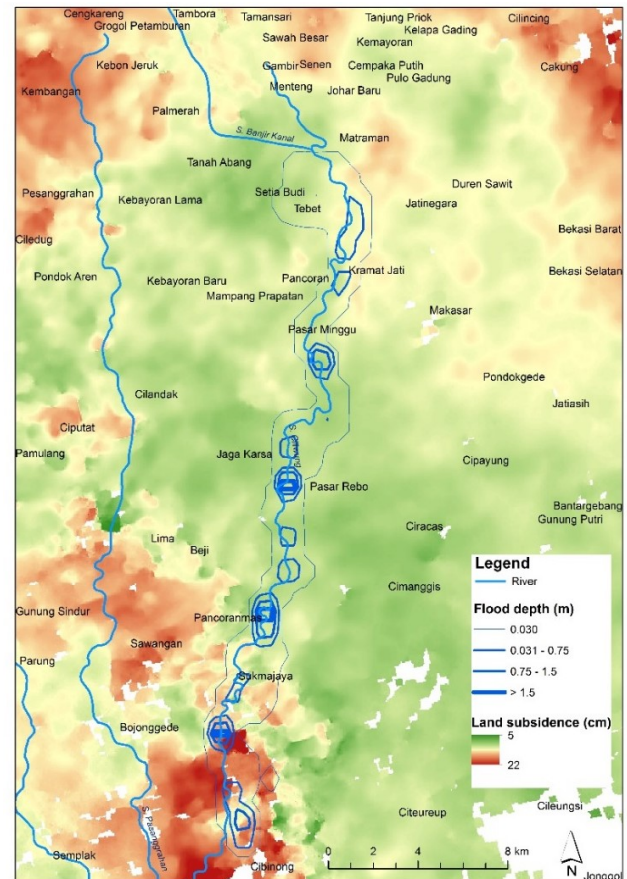 Cengkareng
Tambora
Tamansari
Tanjung Priok
Cilincing
Grogol Petamburan
Sawah Besar
Kelapa Gading
Kemayoran
Kebon Jeruk
Gambir
Senen
Cempaka Putih
Cakung
Pulo Gadung
Kembangan
Menteng
Johar Baru
Palmerah
S. Banjir Kanal
Matraman
Tanah Abang
Duren Sawit
Pesanggrahan
Kebayoran Lama
Setia Budi
Jatinegara
Tebet
Bekasi Barat
Ciledug
Pondok Aren
Kebayoran Baru
Pancoran
Kramat Jati
Bekasi Selatan
Mampang Prapatan
Makasar
Pasar Minggu
Pondokgede
Cilandak
Jatiasih
Ciputat
Pamulang
Jaga Karsa
Cipayung
Pasar Rebo
Bantargebang
Gunung Putri
Ciracas
Lima
Beji
Cimanggis
Gunung Sindur
Pancoranmas
Sawangan
Parung
Sukmajaya
Bojonggede
S. Pasanggrahan
Citeureup
Cileungsi
Semplak
Cibinong
Jonggol
Legend
River
Flood depth (m)
0.030
0.031 - 0.75
0.75 - 1.5
> 1.5
Land subsidence (cm)
5
22
0 2 4 8 km
N